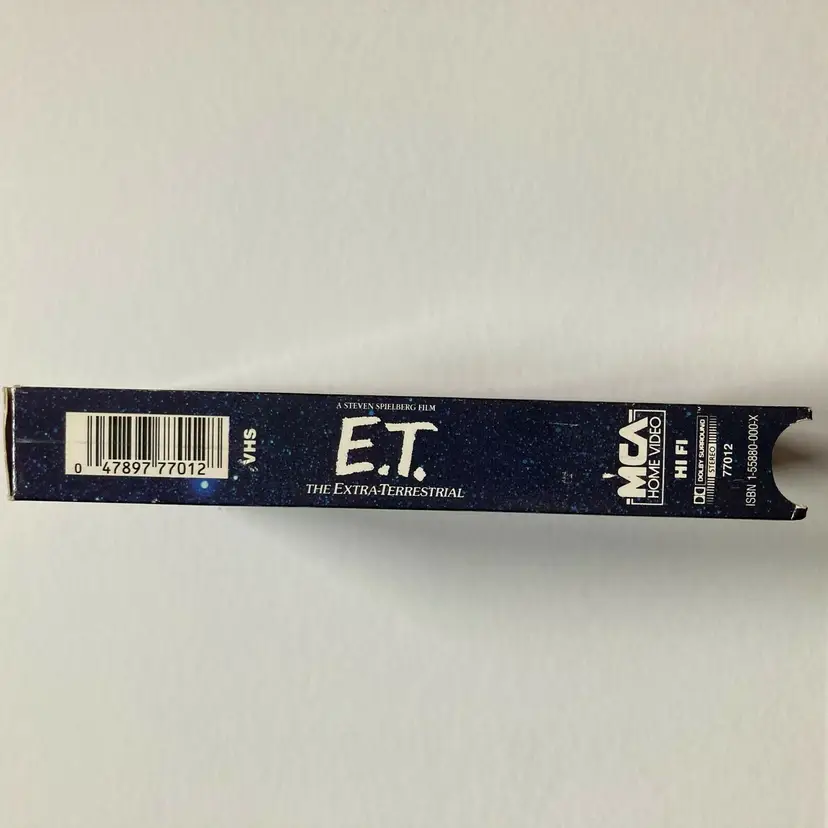 0 47897 77012
VHS
A STEVEN SPIELBERG FILM
E.T.
THE EXTRA-TERRESTRIAL
MCA
HOME VIDEO
HI FI
DOLBY SURROUND
STEREO
77012
ISBN 1-55880-000-X